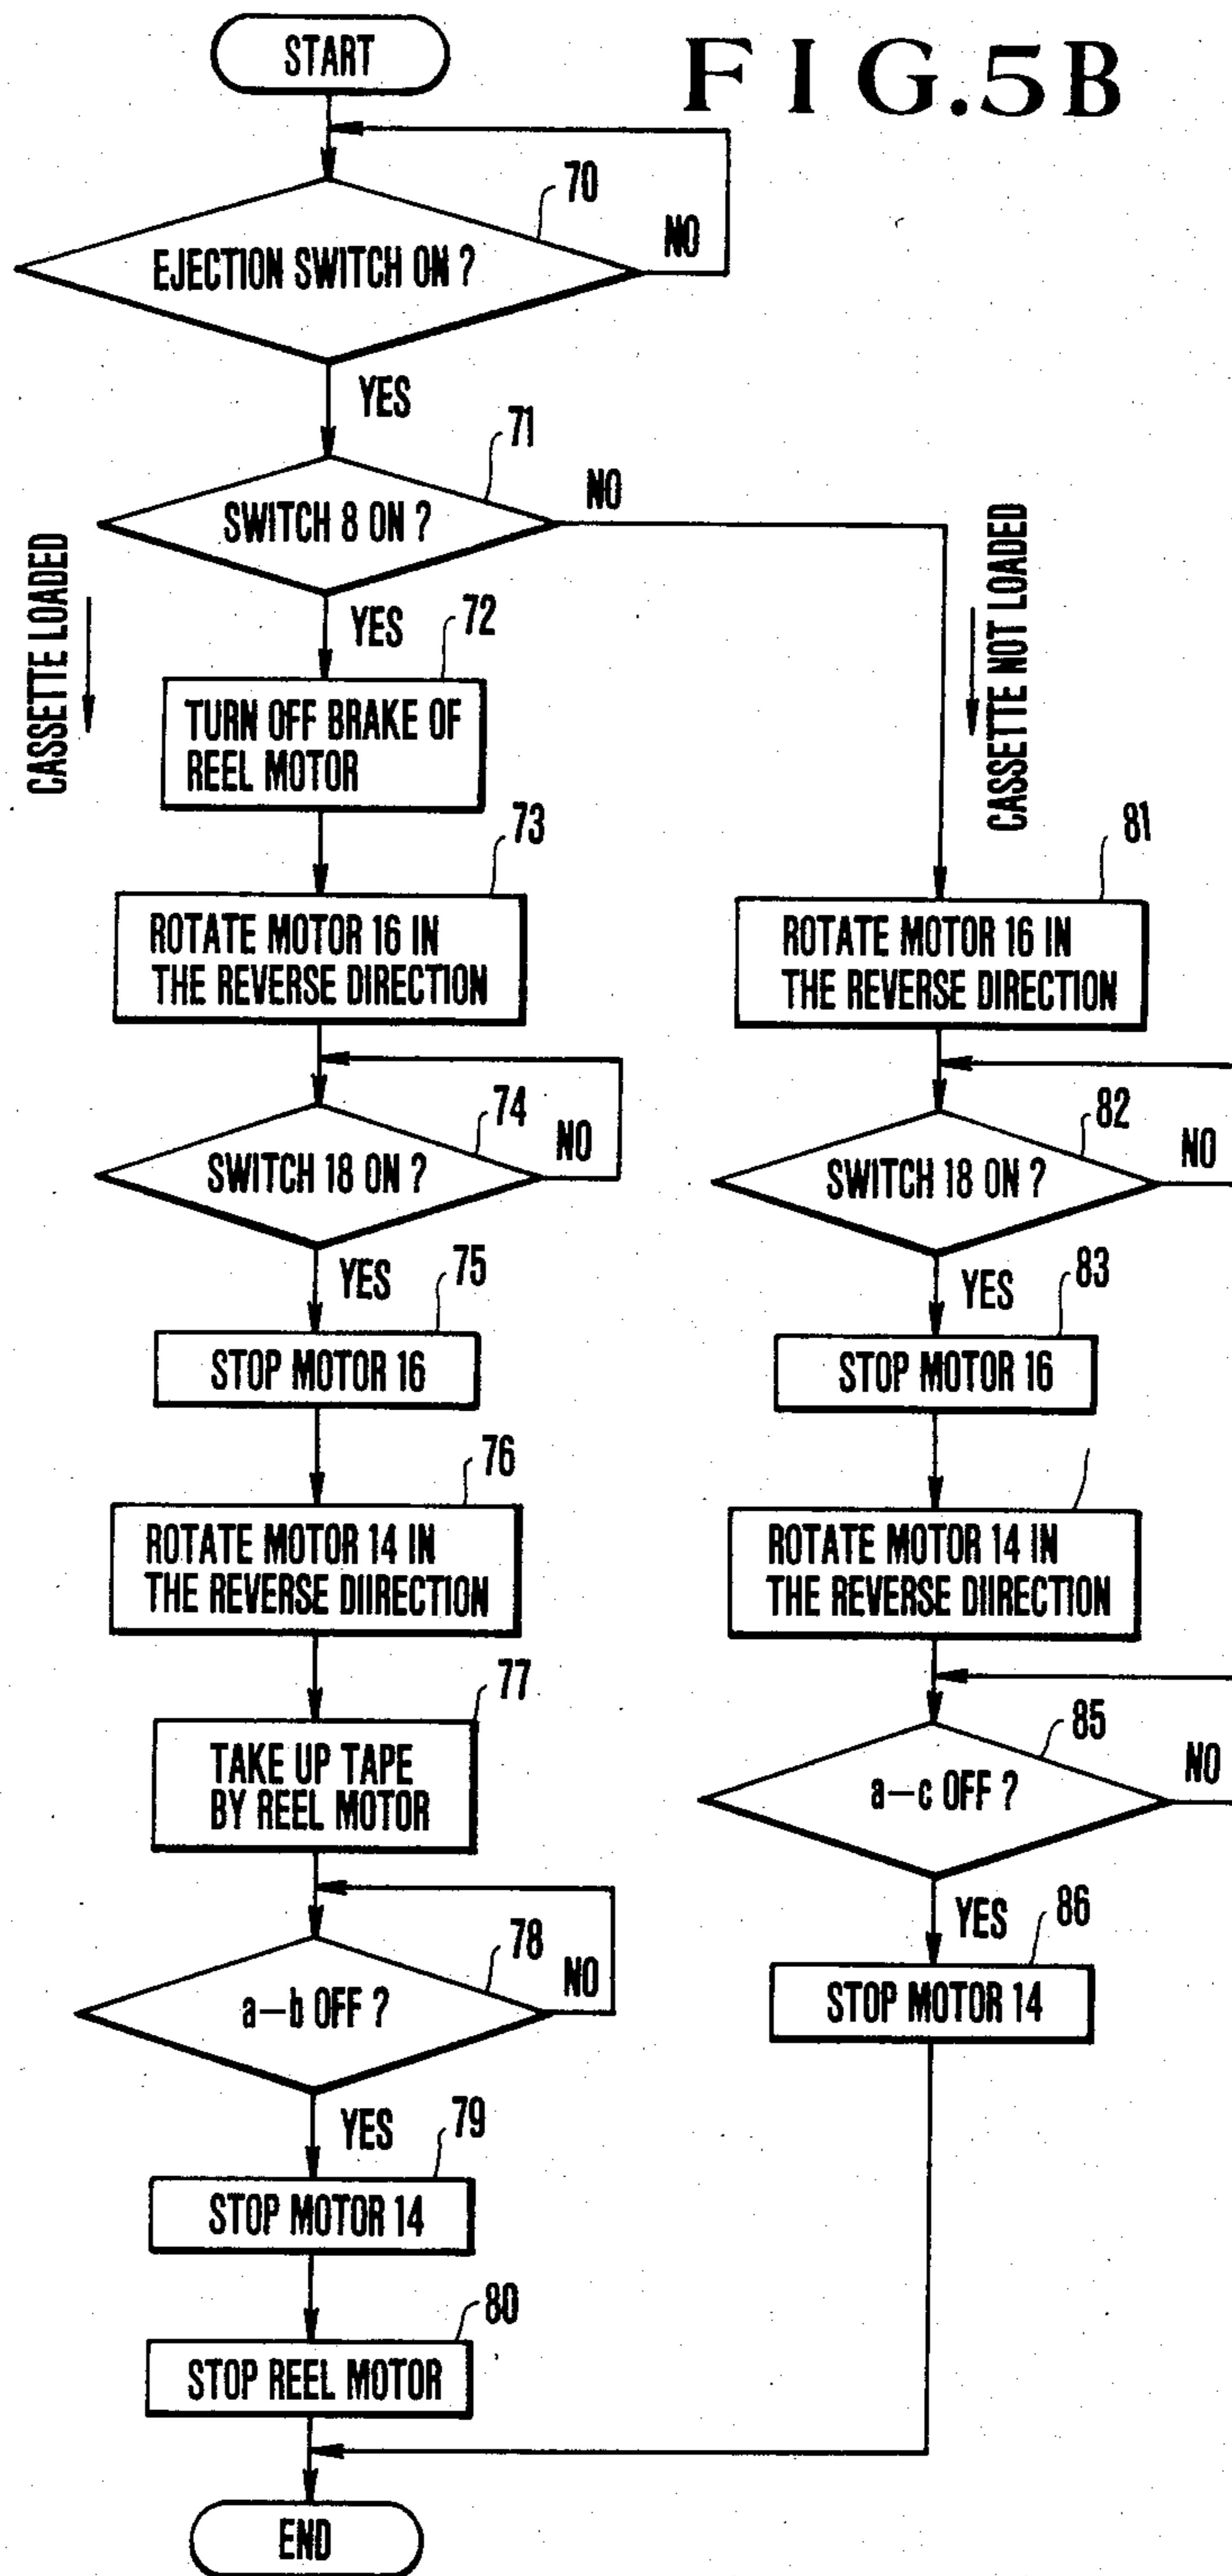 FIG.5B
START
70
NO
EJECTION SWITCH ON ?
YES
71
SWITCH 8 ON ?
NO
CASSETTE LOADED
CASSETTE NOT LOADED
YES
72
TURN OFF BRAKE OF
REEL MOTOR
73
ROTATE MOTOR 16 IN
THE REVERSE DIRECTION
74
SWITCH 18 ON ?
NO
YES
75
STOP MOTOR 16
76
ROTATE MOTOR 14 IN
THE REVERSE DIIRECTION
77
TAKE UP TAPE
BY REEL MOTOR
78
a-b OFF ?
NO
YES
79
STOP MOTOR 14
80
STOP REEL MOTOR
81
ROTATE MOTOR 16 IN
THE REVERSE DIRECTION
82
SWITCH 18 ON ?
NO
YES
83
STOP MOTOR 16
ROTATE MOTOR 14 IN
THE REVERSE DIIRECTION
85
a-c OFF ?
NO
YES
86
STOP MOTOR 14
END